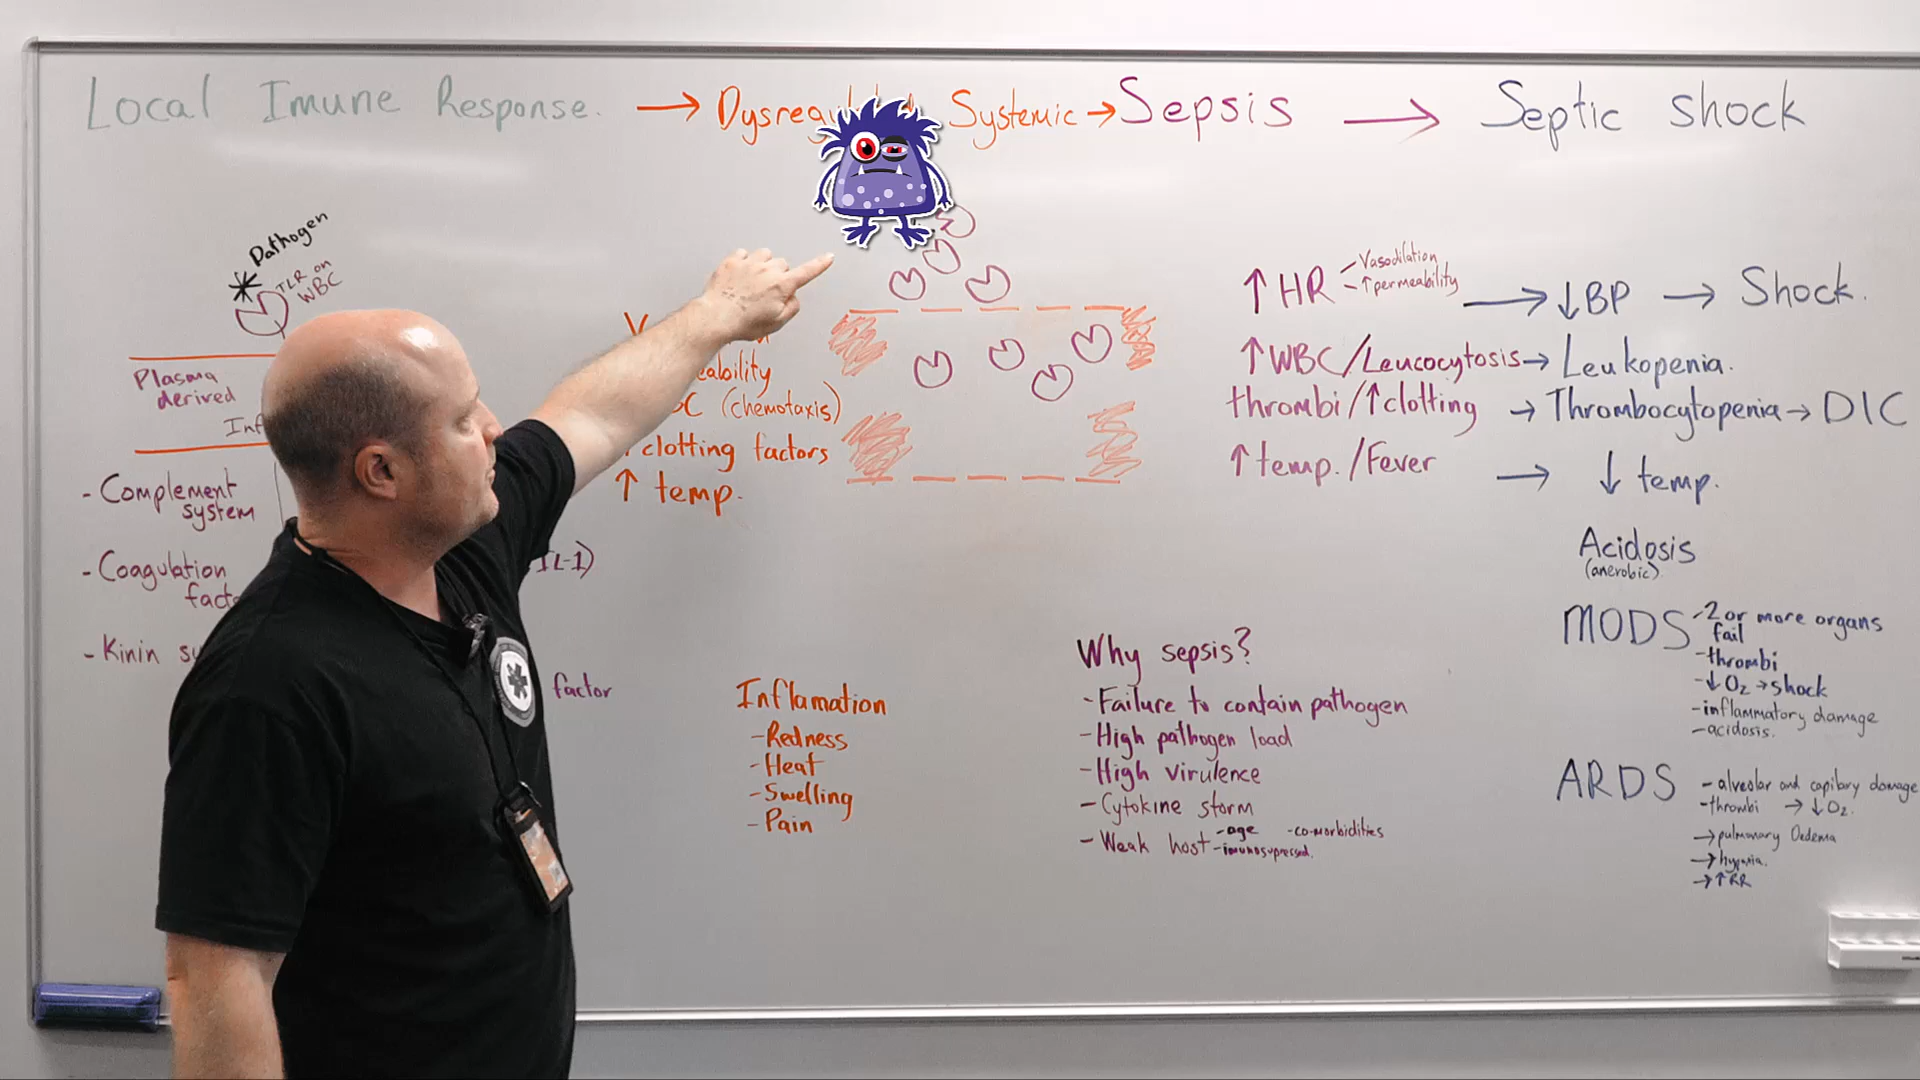 Local Imune Response. → Systemic → Sepsis → Septic shock
Pathogen
TLR on
WBC
Plasma
derived
- Complement
system
- Coagulation
- Kinin
(chemotaxis)
clotting factors
↑ temp.
IL-1)
factor
Inflamation
- Redness
- Heat
- Swelling
- Pain
↑ HR - Vasodilation
- ↑ permeability
→ ↓BP → Shock.
↑ WBC/Leucocytosis → Leukopenia.
thrombi/↑clotting → Thrombocytopenia → DIC
↑ temp./Fever → ↓ temp.
Acidosis
(anerobic)
Why sepsis?
- Failure to contain pathogen
- High pathogen load
- High virulence
- Cytokine storm
- Weak host - age - co-morbidities
- imunosupressed.
MODS - 2 or more organs
fail
- thrombi
- ↓ O2 → shock
- inflammatory damage
- acidosis.
ARDS - alveolar and capilary damage
- thrombi → ↓ O2.
→ pulmonary Oedema
→ ↑ RR